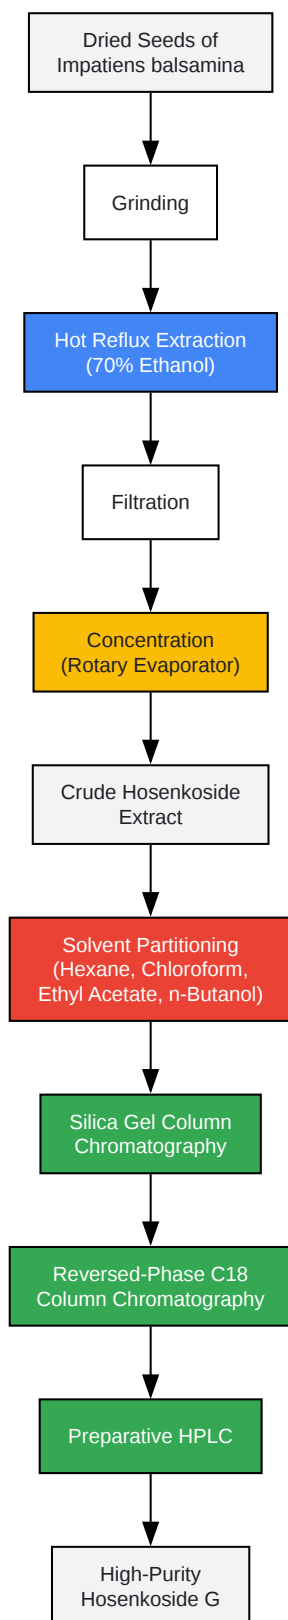 Dried Seeds of
Impatiens balsamina
Grinding
Hot Reflux Extraction
(70% Ethanol)
Filtration
Concentration
(Rotary Evaporator)
Crude Hosenkoside
Extract
Solvent Partitioning
(Hexane, Chloroform,
Ethyl Acetate, n-Butanol)
Silica Gel Column
Chromatography
Reversed-Phase C18
Column Chromatography
Preparative HPLC
High-Purity
Hosenkoside G